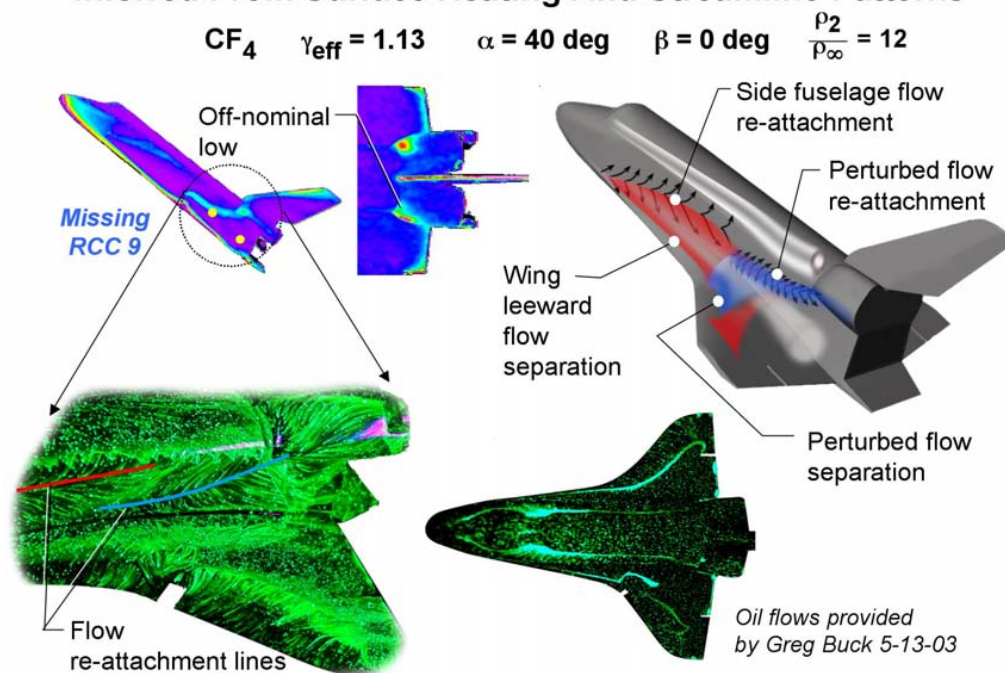 CF4 γeff = 1.13 α = 40 deg β = 0 deg ρ2/ρ∞ = 12
Off-nominal
low
Missing
RCC 9
Side fuselage flow
re-attachment
Perturbed flow
re-attachment
Wing
leeward
flow
separation
Perturbed flow
separation
Flow
re-attachment lines
Oil flows provided
by Greg Buck 5-13-03